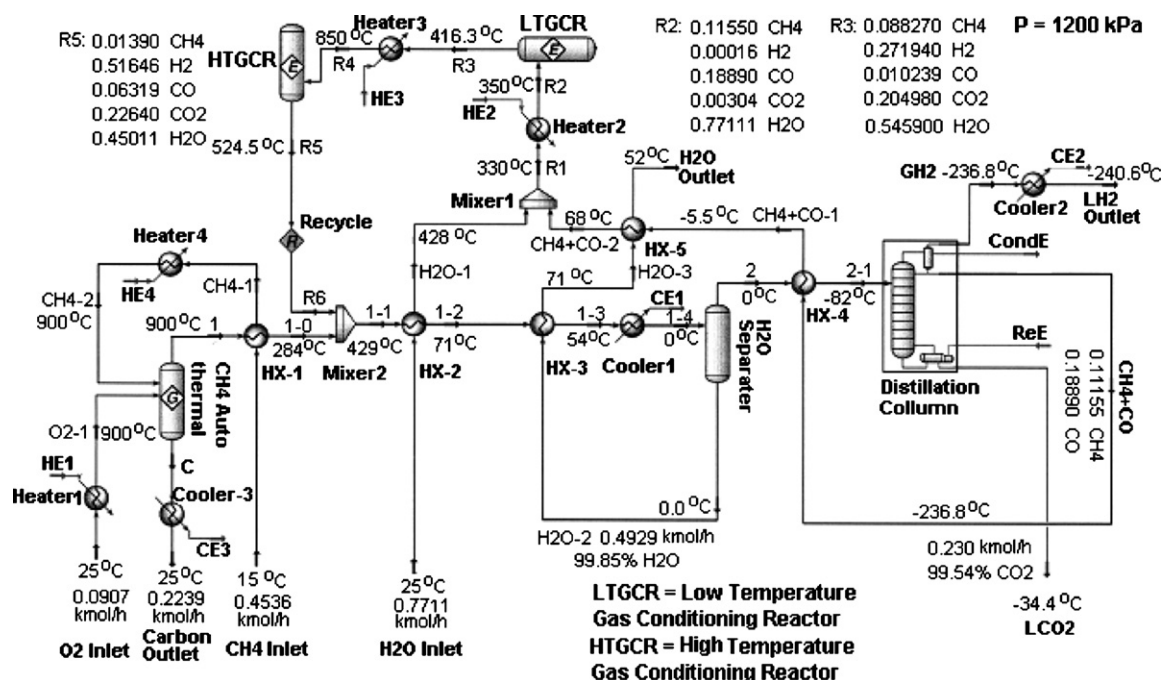 R5: 0.01390 CH4
0.51646 H2
0.06319 CO
0.22640 CO2
0.45011 H2O
HTGCR
E
850°C
R4
Heater3
HE3
416.3°C
R3
LTGCR
E
R2: 0.11550 CH4
0.00016 H2
0.18890 CO
0.00304 CO2
0.77111 H2O
R3: 0.088270 CH4
0.271940 H2
0.010239 CO
0.204980 CO2
0.545900 H2O
P = 1200 kPa
R2
350°C
HE2
Heater2
330°C
R1
Mixer1
524.5 °C
R5
Recycle
R
52°C
H2O
Outlet
GH2 -236.8°C
CE2
-240.6°C
Cooler2
LH2
Outlet
CondE
68°C
CH4+CO-2
HX-5
-5.5°C
CH4+CO-1
428 °C
H2O-1
71 °C
H2O-3
Heater4
HE4
CH4-2
900°C
CH4-1
900°C
1
R6
1-0
284°C
HX-1
Mixer2
1-1
429°C
HX-2
1-2
71°C
HX-3
1-3
54°C
CE1
1-4
0°C
Cooler1
H2O
Separater
2
0°C
HX-4
2-1
-82°C
ReE
Distillation
Collumn
CH4+CO
0.11155 CH4
0.18890 CO
G
CH4 Auto
thermal
O2-1
900°C
HE1
Heater1
C
Cooler-3
CE3
0.0°C
H2O-2 0.4929 kmol/h
99.85% H2O
-236.8°C
0.230 kmol/h
99.54% CO2
-34.4 °C
LCO2
25°C
0.0907
kmol/h
O2 Inlet
25°C
0.2239
kmol/h
Carbon
Outlet
15 °C
0.4536
kmol/h
CH4 Inlet
25°C
0.7711
kmol/h
H2O Inlet
LTGCR = Low Temperature
Gas Conditioning Reactor
HTGCR = High Temperature
Gas Conditioning Reactor